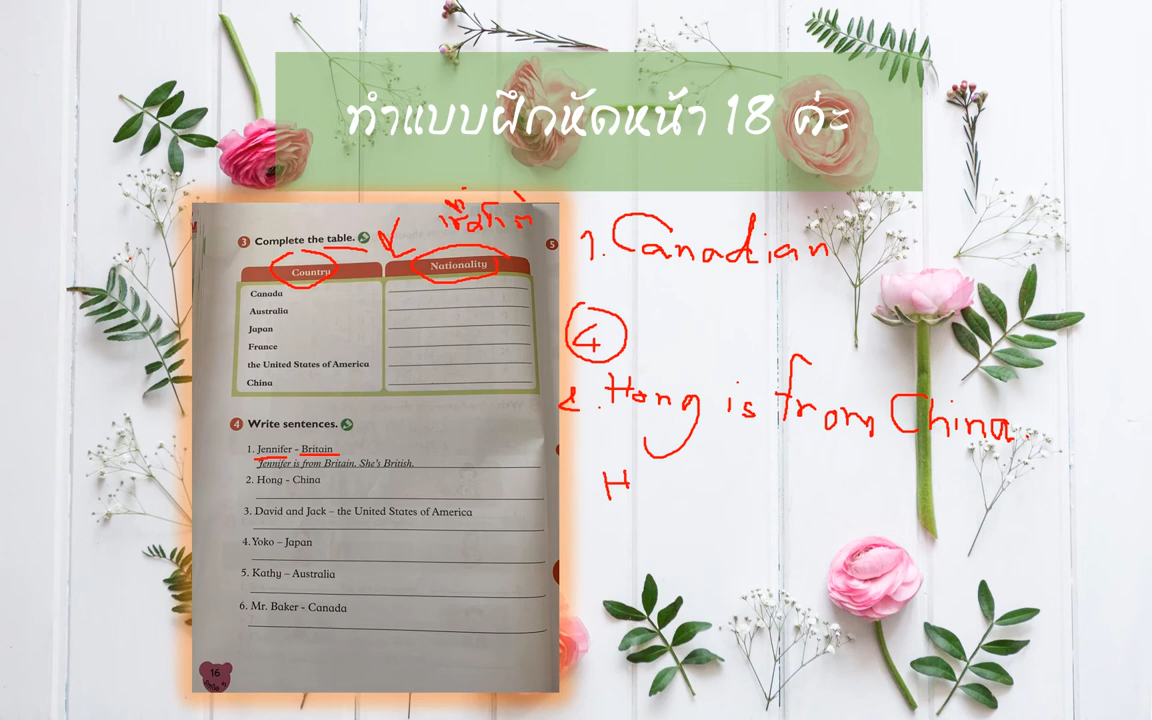 ทำแบบฝึกหัดหน้า 18 ค่ะ
3 Complete the table.
5
Country
Nationality
Canada
Australia
Japan
France
the United States of America
China
4 Write sentences.
1. Jennifer - Britain
Jennifer is from Britain. She's British.
2. Hong - China
3. David and Jack – the United States of America
4. Yoko – Japan
5. Kathy – Australia
6. Mr. Baker - Canada
16
1. Canadian
4
2. Hong is from China.
H